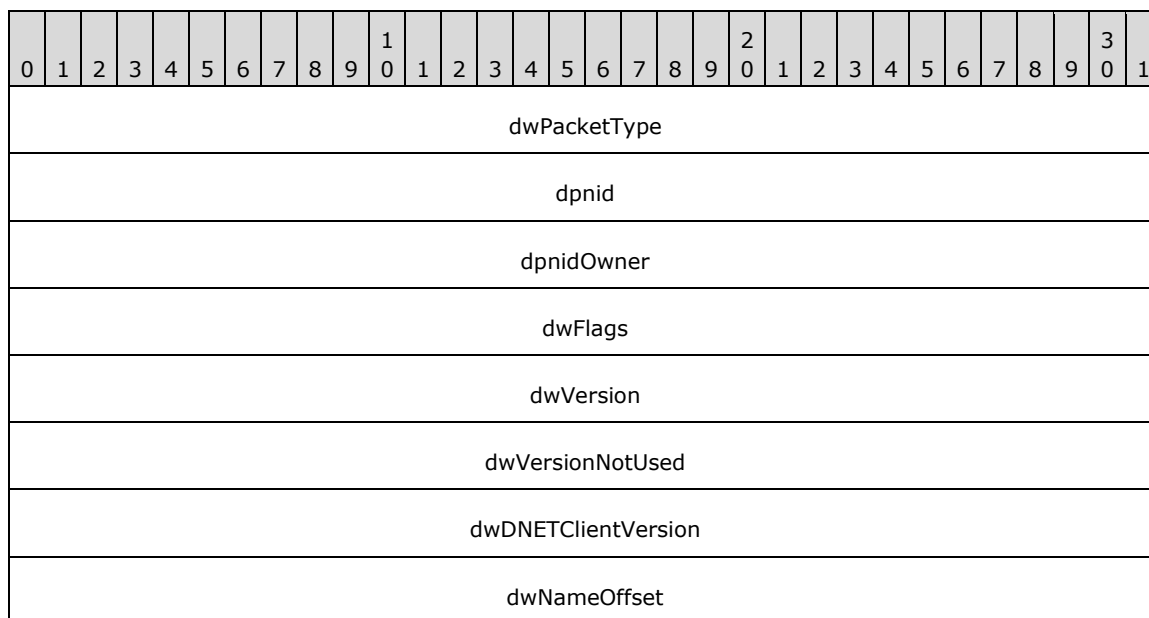 1 2 3
0 1 2 3 4 5 6 7 8 9 0 1 2 3 4 5 6 7 8 9 0 1 2 3 4 5 6 7 8 9 0 1
dwPacketType
dpnid
dpnidOwner
dwFlags
dwVersion
dwVersionNotUsed
dwDNETClientVersion
dwNameOffset